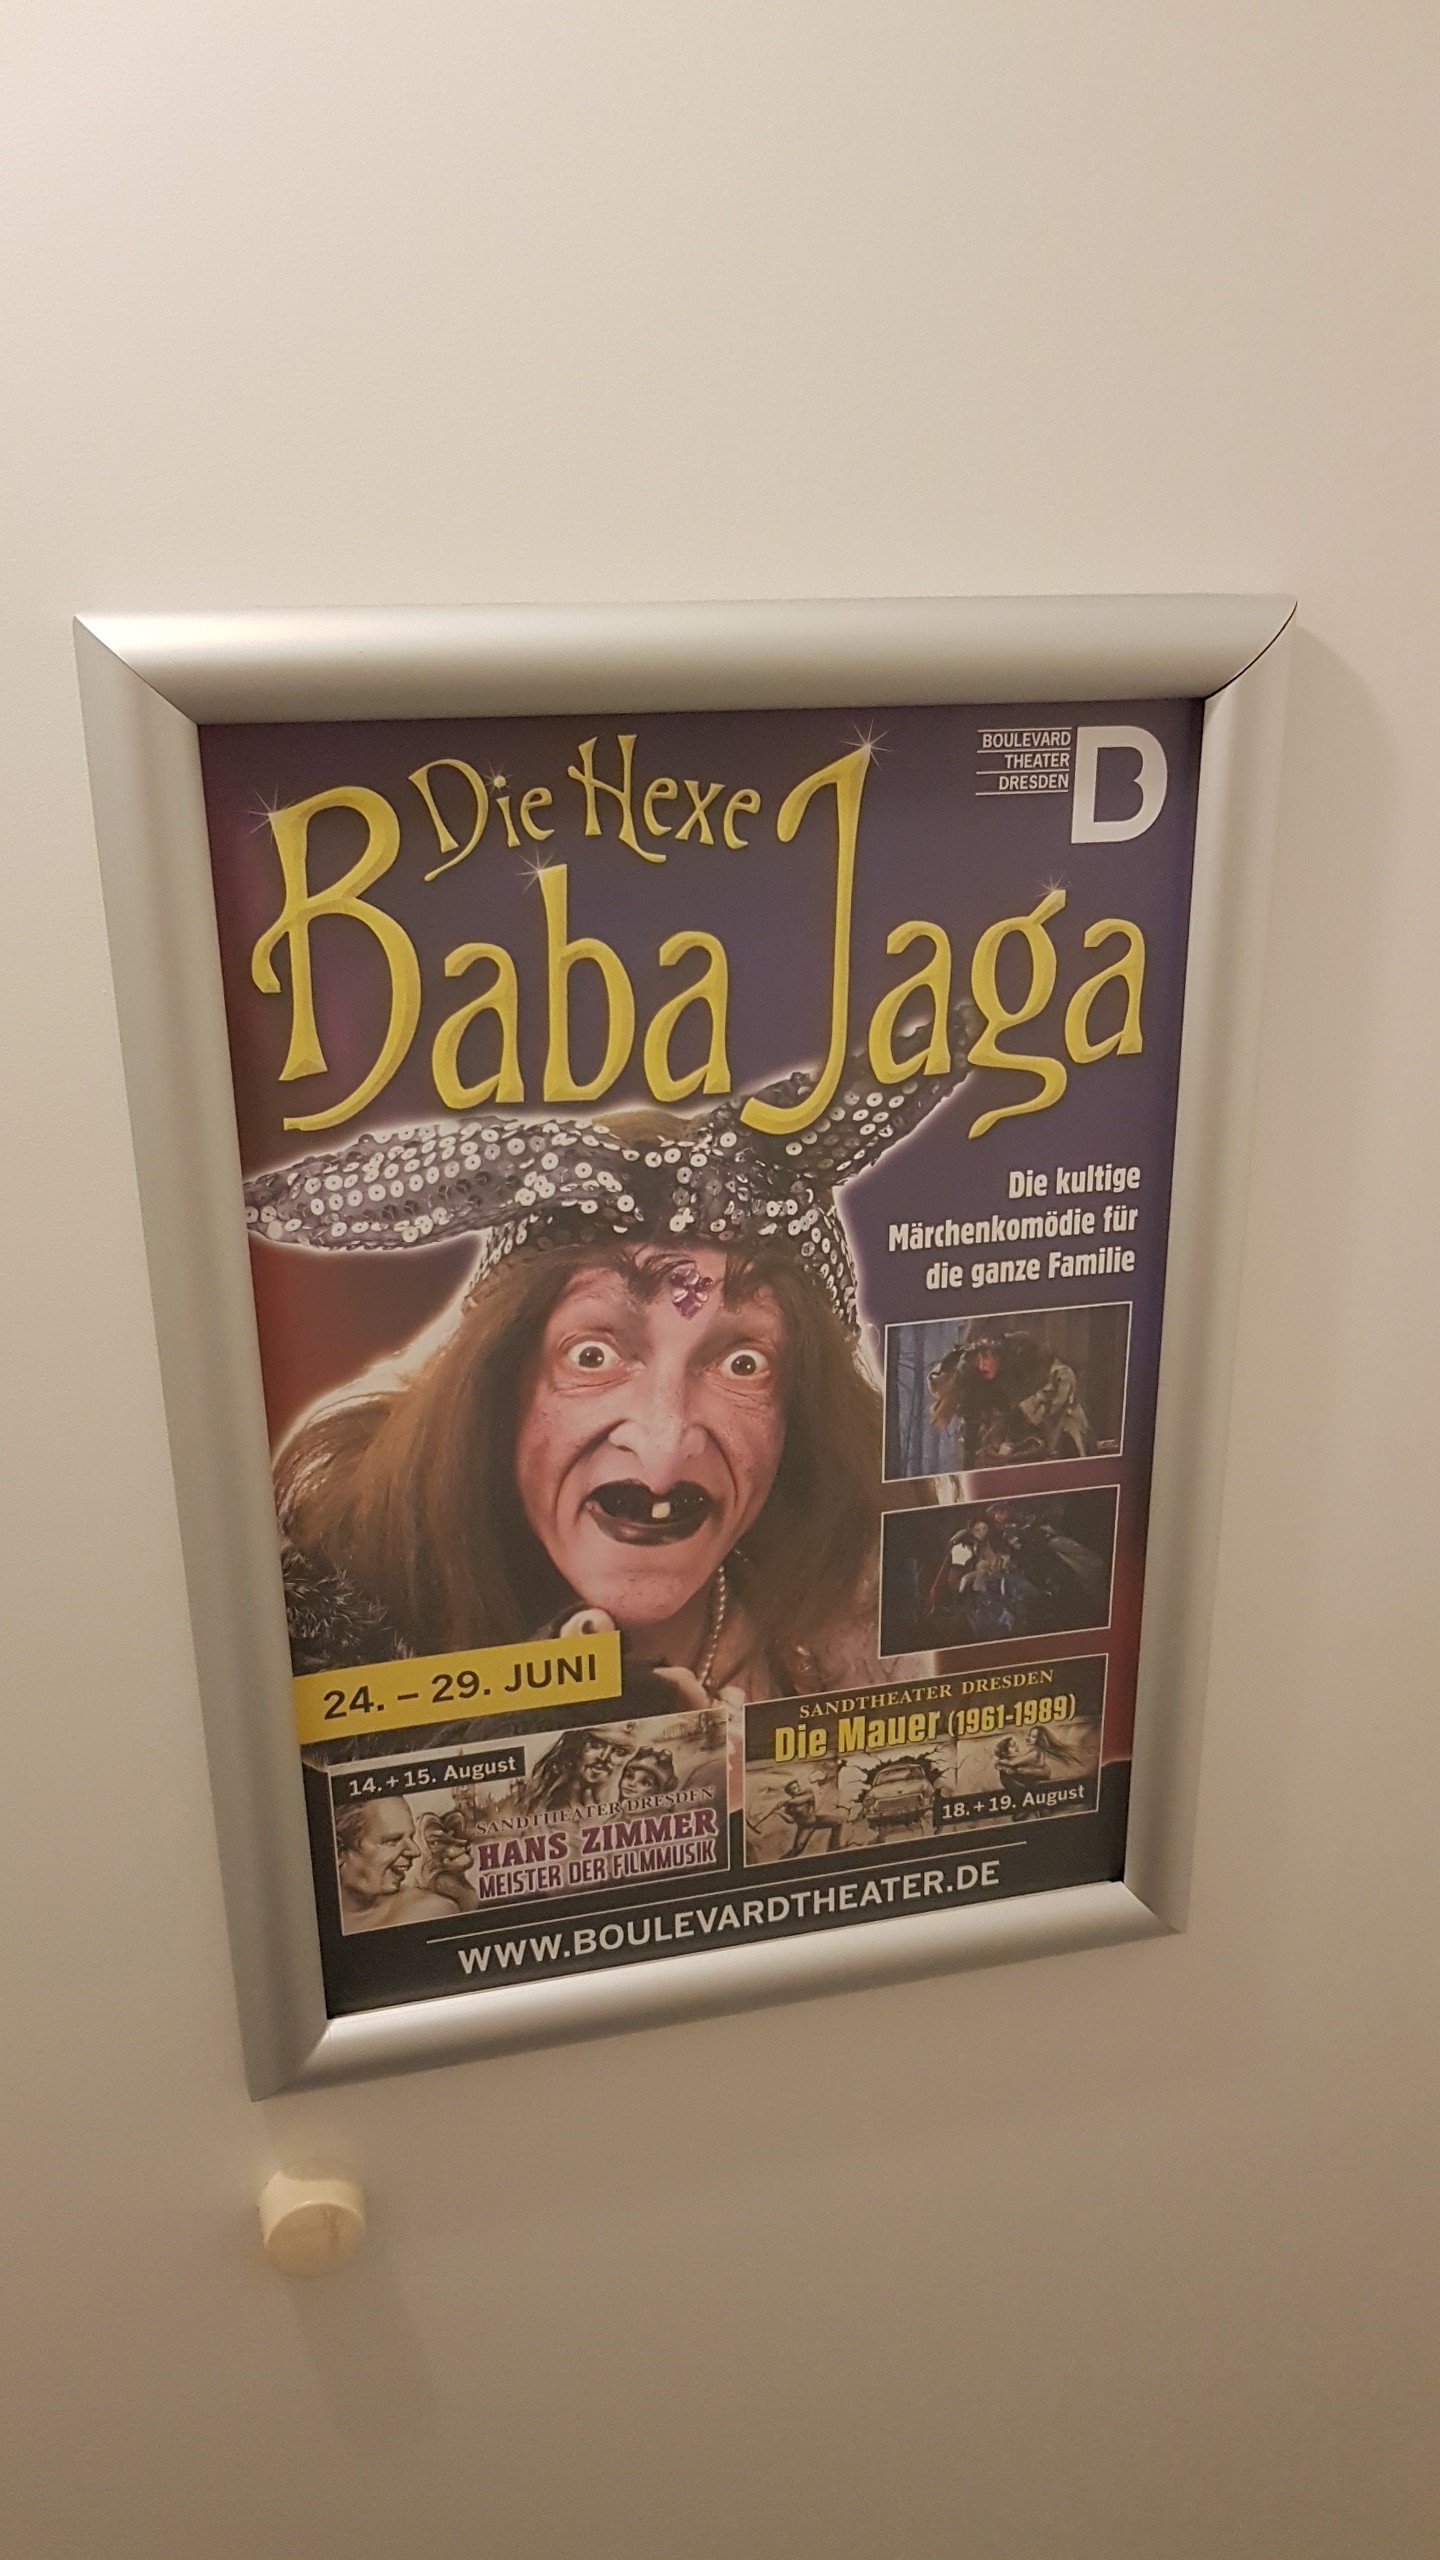 BOULEVARD
THEATER
DRESDEN
B
Die Hexe
Baba Jaga
Die kultige
Märchenkomödie für
die ganze Familie
24. – 29. JUNI
14.+15. August
SANDTHEATER DRESDEN
HANS ZIMMER
MEISTER DER FILMMUSIK
SANDTHEATER DRESDEN
Die Mauer (1961-1989)
18.+19. August
WWW.BOULEVARDTHEATER.DE